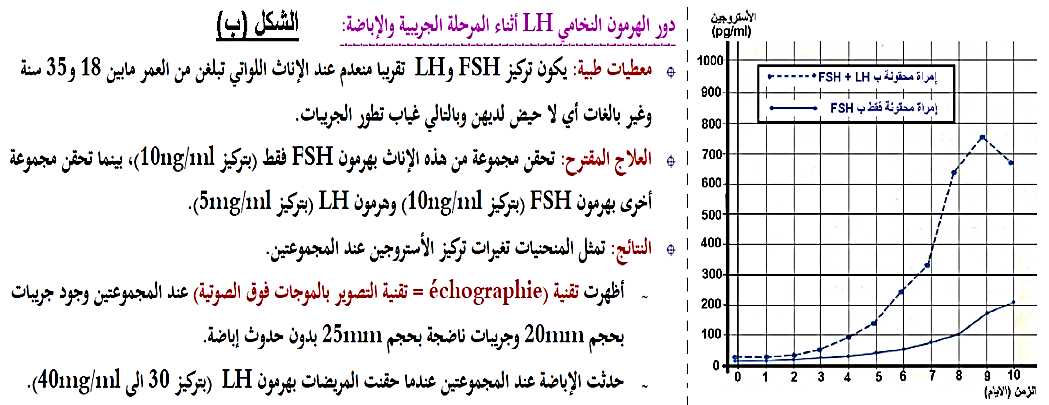 الشكل (ب)
دور الهرمون النخامي LH أثناء المرحلة الجريبية والإباضة:
معطيات طبية: يكون تركيز FSH و LH تقريبا منعدم عند الإناث اللواتي تبلغن من العمر مابين 18 و 35 سنة
وغير بالغات أي لا حيض لديهن وبالتالي غياب تطور الجريبات.
العلاج المقترح: تحقن مجموعة من هذه الإناث بهرمون FSH فقط (بتركيز 10ng/ml)، بينما تحقن مجموعة
أخرى بهرمون FSH (بتركيز 10ng/ml) وهرمون LH (بتركيز 5mg/ml).
النتائج: تمثل المنحنيات تغيرات تركيز الأستروجين عند المجموعتين.
~ أظهرت تقنية (échographie = تقنية التصوير بالموجات فوق الصوتية) عند المجموعتين وجود جريبات
بحجم 20mm وجريبات ناضجة بحجم 25mm بدون حدوث إباضة.
~ حدثت الإباضة عند المجموعتين عندما حقنت المريضات بهرمون LH (بتركيز 30 الى 40mg/ml).
الأستروجين
(pg/ml)
1000
900
800
700
600
500
400
300
200
100
0
إمرأة محقونة ب FSH + LH
إمرأة محقونة فقط ب FSH
0 1 2 3 4 5 6 7 8 9 10
الزمن (الأيام)